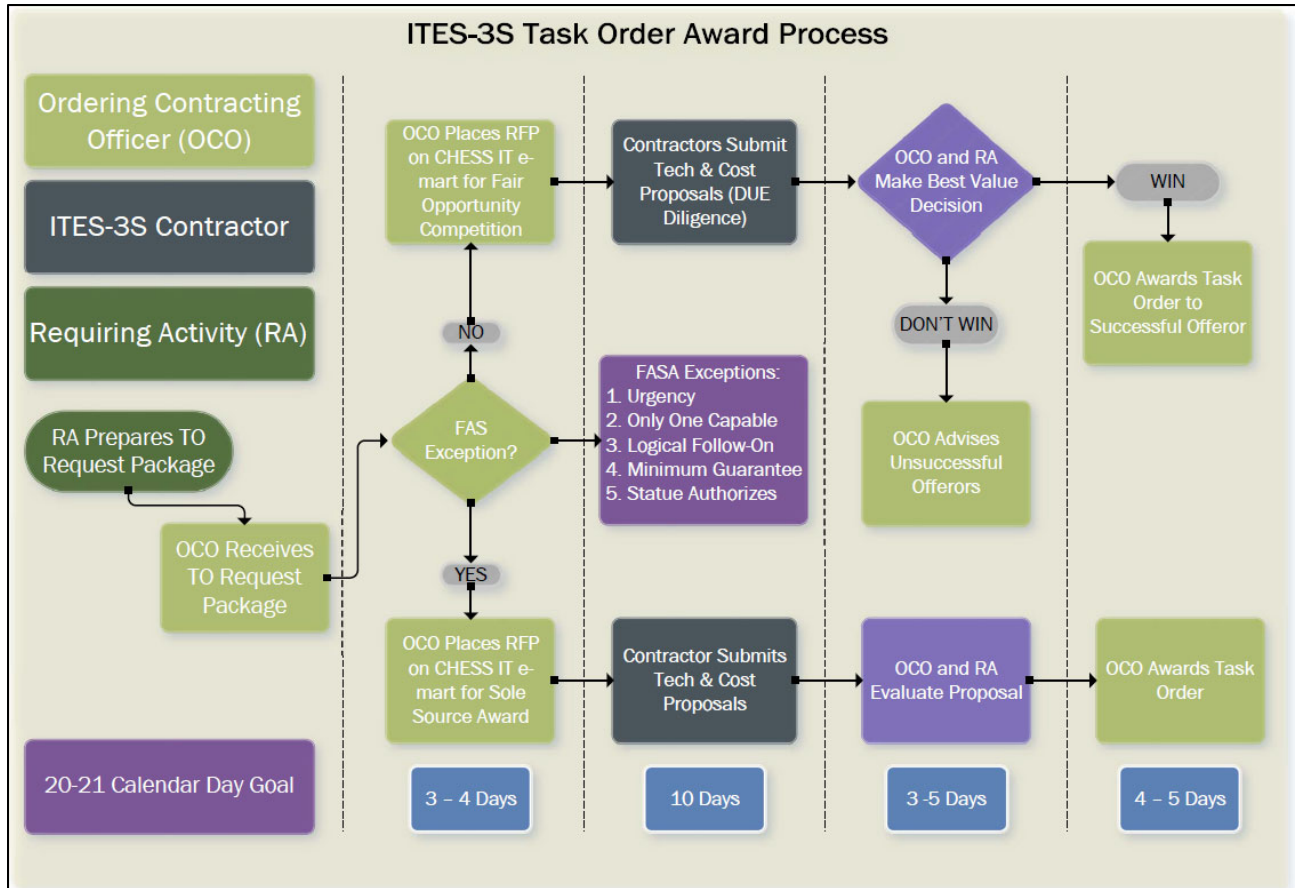 ITES-3S Task Order Award Process
Ordering Contracting
Officer (OCO)
ITES-3S Contractor
Requiring Activity (RA)
RA Prepares TO
Request Package
OCO Receives
TO Request
Package
20-21 Calendar Day Goal
OCO Places RFP
on CHESS IT e-
mart for Fair
Opportunity
Competition
NO
FAS
Exception?
YES
OCO Places RFP
on CHESS IT e-
mart for Sole
Source Award
3 – 4 Days
Contractors Submit
Tech & Cost
Proposals (DUE
Diligence)
FASA Exceptions:
1. Urgency
2. Only One Capable
3. Logical Follow-On
4. Minimum Guarantee
5. Statue Authorizes
Contractor Submits
Tech & Cost
Proposals
10 Days
OCO and RA
Make Best Value
Decision
DON'T WIN
OCO Advises
Unsuccessful
Offerors
OCO and RA
Evaluate Proposal
3 -5 Days
WIN
OCO Awards Task
Order to
Successful Offeror
OCO Awards Task
Order
4 – 5 Days